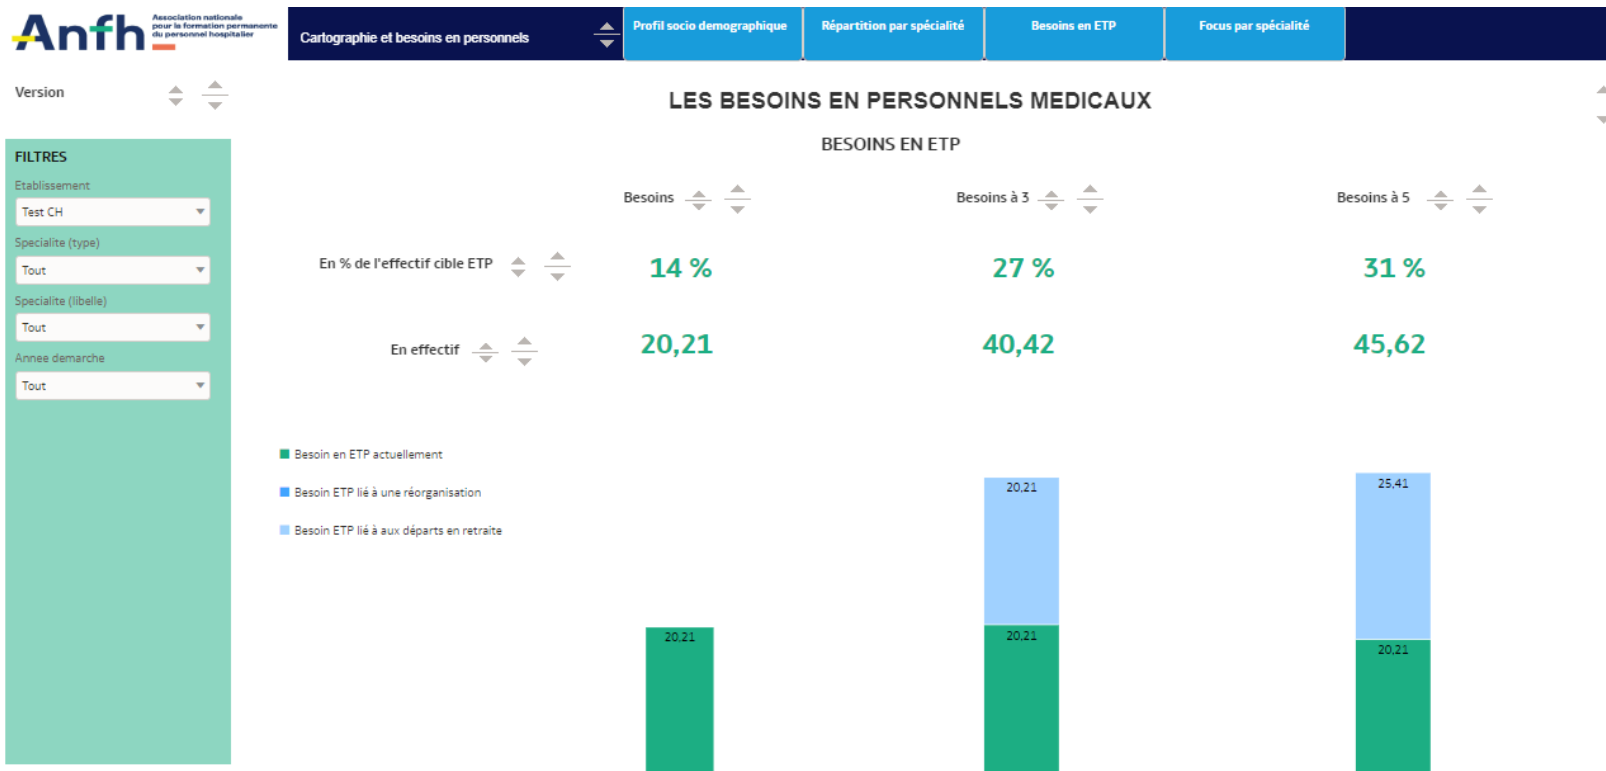 Anfh
Association nationale
pour la formation permanente
du personnel hospitalier
Cartographie et besoins en personnels
Profil socio demographique
Répartition par spécialité
Besoins en ETP
Focus par spécialité
Version
LES BESOINS EN PERSONNELS MEDICAUX
BESOINS EN ETP
FILTRES
Etablissement
Test CH
Specialite (type)
Tout
Specialite (libelle)
Tout
Annee demarche
Tout
Besoins
Besoins à 3
Besoins à 5
En % de l'effectif cible ETP
14 %
27 %
31 %
En effectif
20,21
40,42
45,62
Besoin en ETP actuellement
Besoin ETP lié à une réorganisation
Besoin ETP lié à aux départs en retraite
20,21
20,21
20,21
25,41
20,21